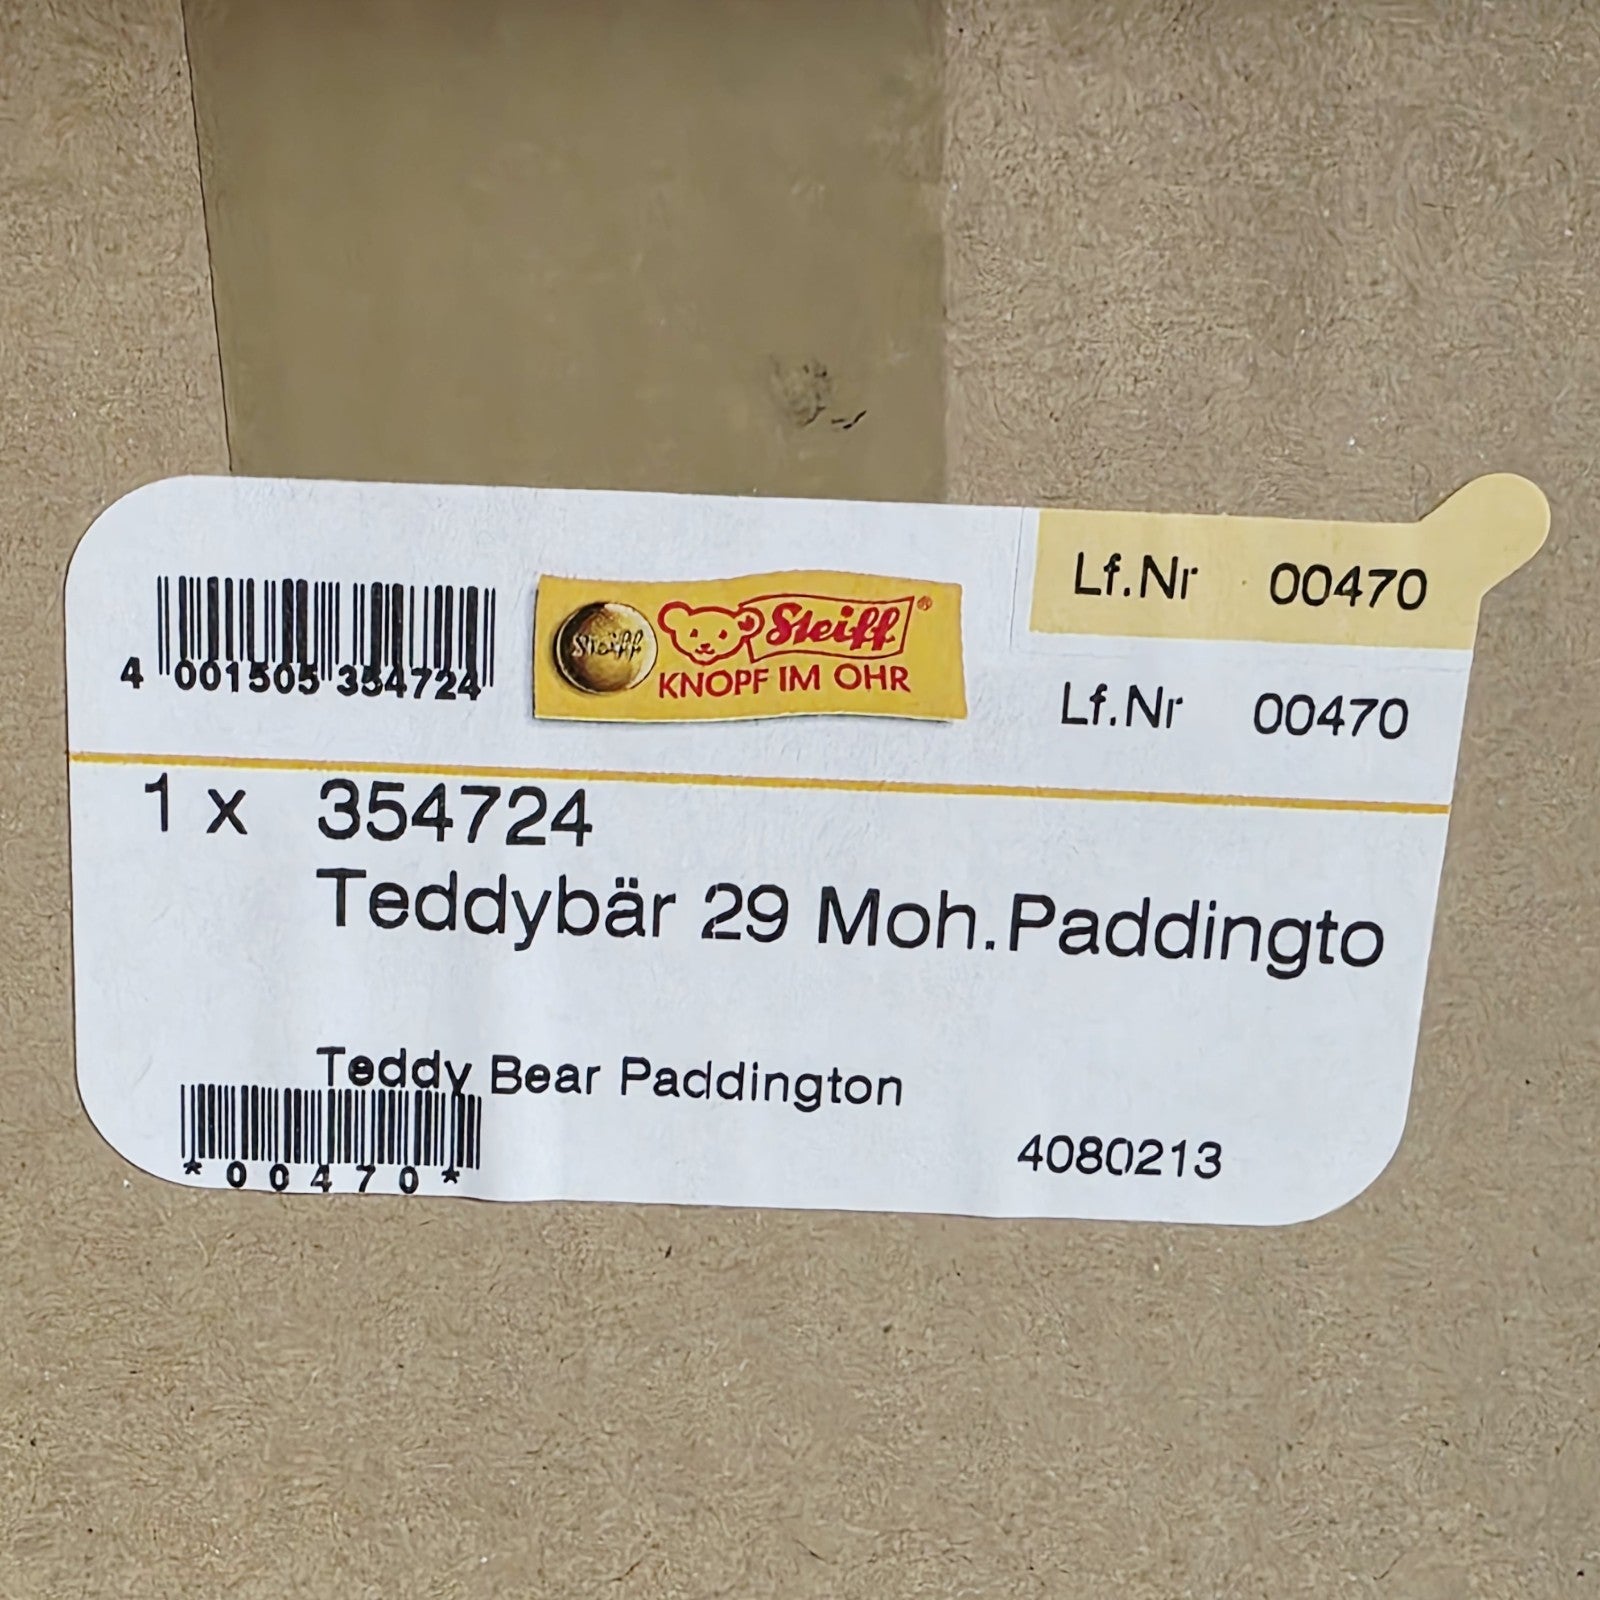 4 001505 354724
Steiff
Steiff®
KNOPF IM OHR
Lf.Nr 00470
Lf.Nr 00470
1 x 354724
Teddybär 29 Moh.Paddingto
Teddy Bear Paddington
*00470*
4080213